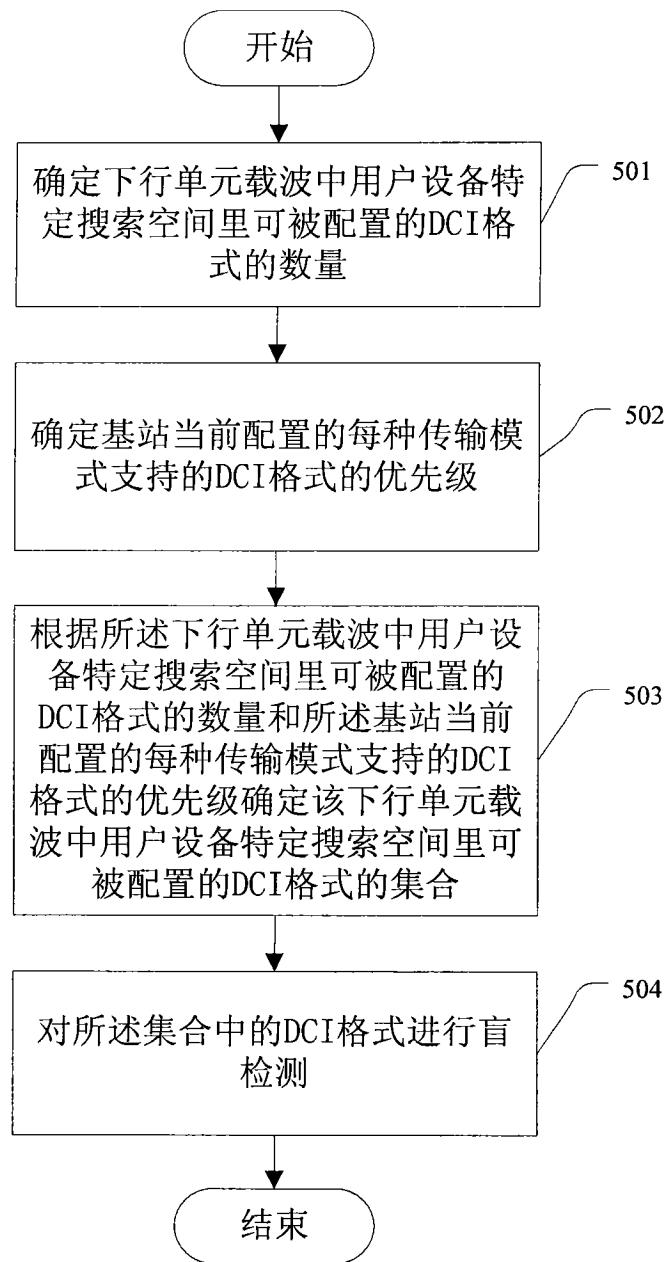 开始
确定下行单元载波中用户设备特
定搜索空间里可被配置的DCI格
式的数量
501
确定基站当前配置的每种传输模
式支持的DCI格式的优先级
502
根据所述下行单元载波中用户设
备特定搜索空间里可被配置的
DCI格式的数量和所述基站当前
配置的每种传输模式支持的DCI
格式的优先级确定该下行单元载
波中用户设备特定搜索空间里可
被配置的DCI格式的集合
503
对所述集合中的DCI格式进行盲
检测
504
结束